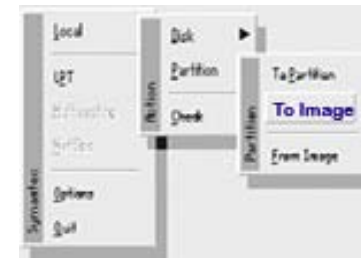 Local
LPT
Options
Quit
Symantec
Disk
Partition
Check
Action
To Partition
To Image
From Image
Partition